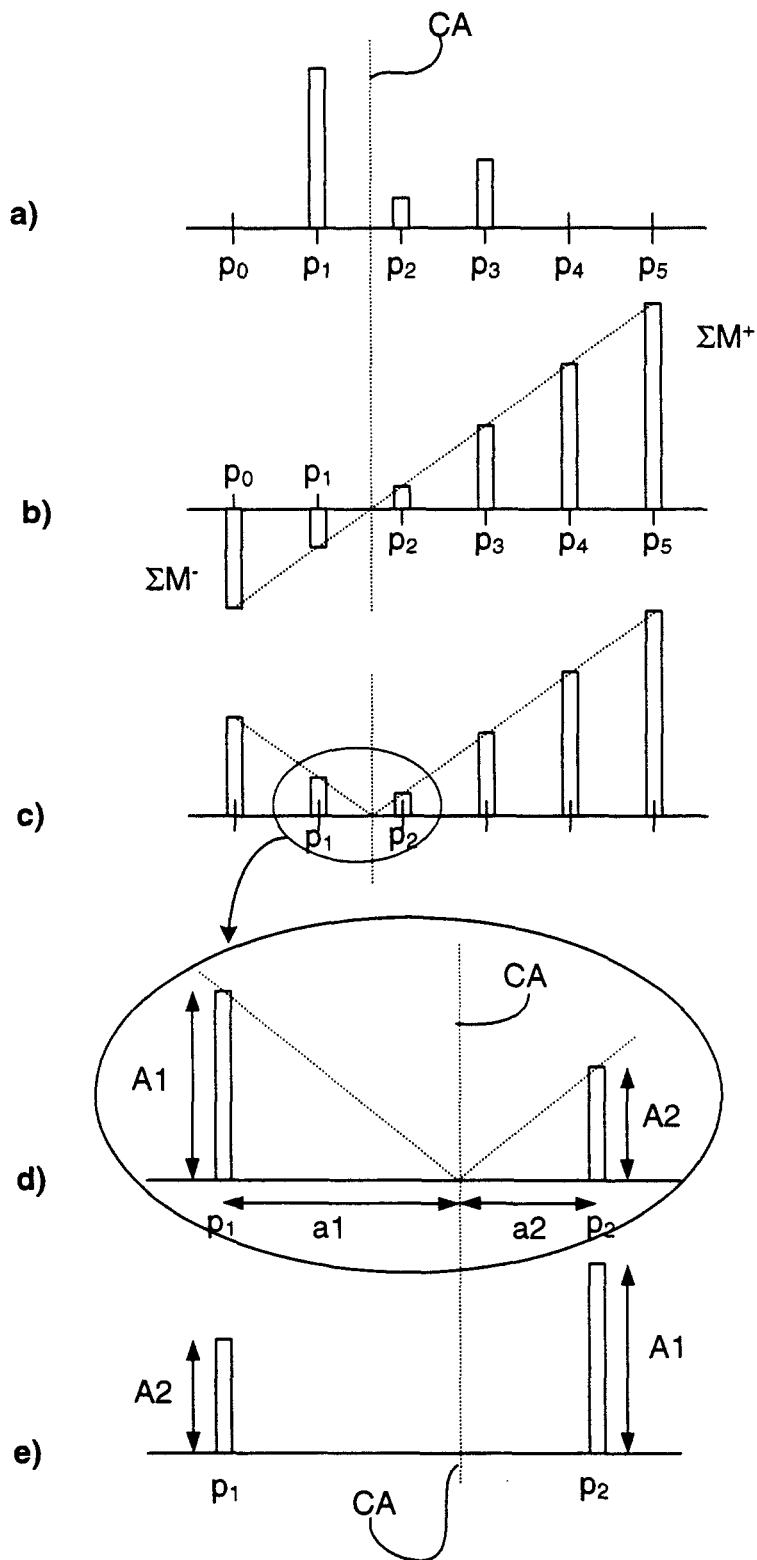 CA
a)
p₀ p₁ p₂ p₃ p₄ p₅
ΣM⁺
p₀ p₁
b)
p₂ p₃ p₄ p₅
ΣM⁻
c)
p₁ p₂
CA
A1
A2
d)
p₁ a1 a2 p₂
A1
A2
e)
p₁ p₂
CA